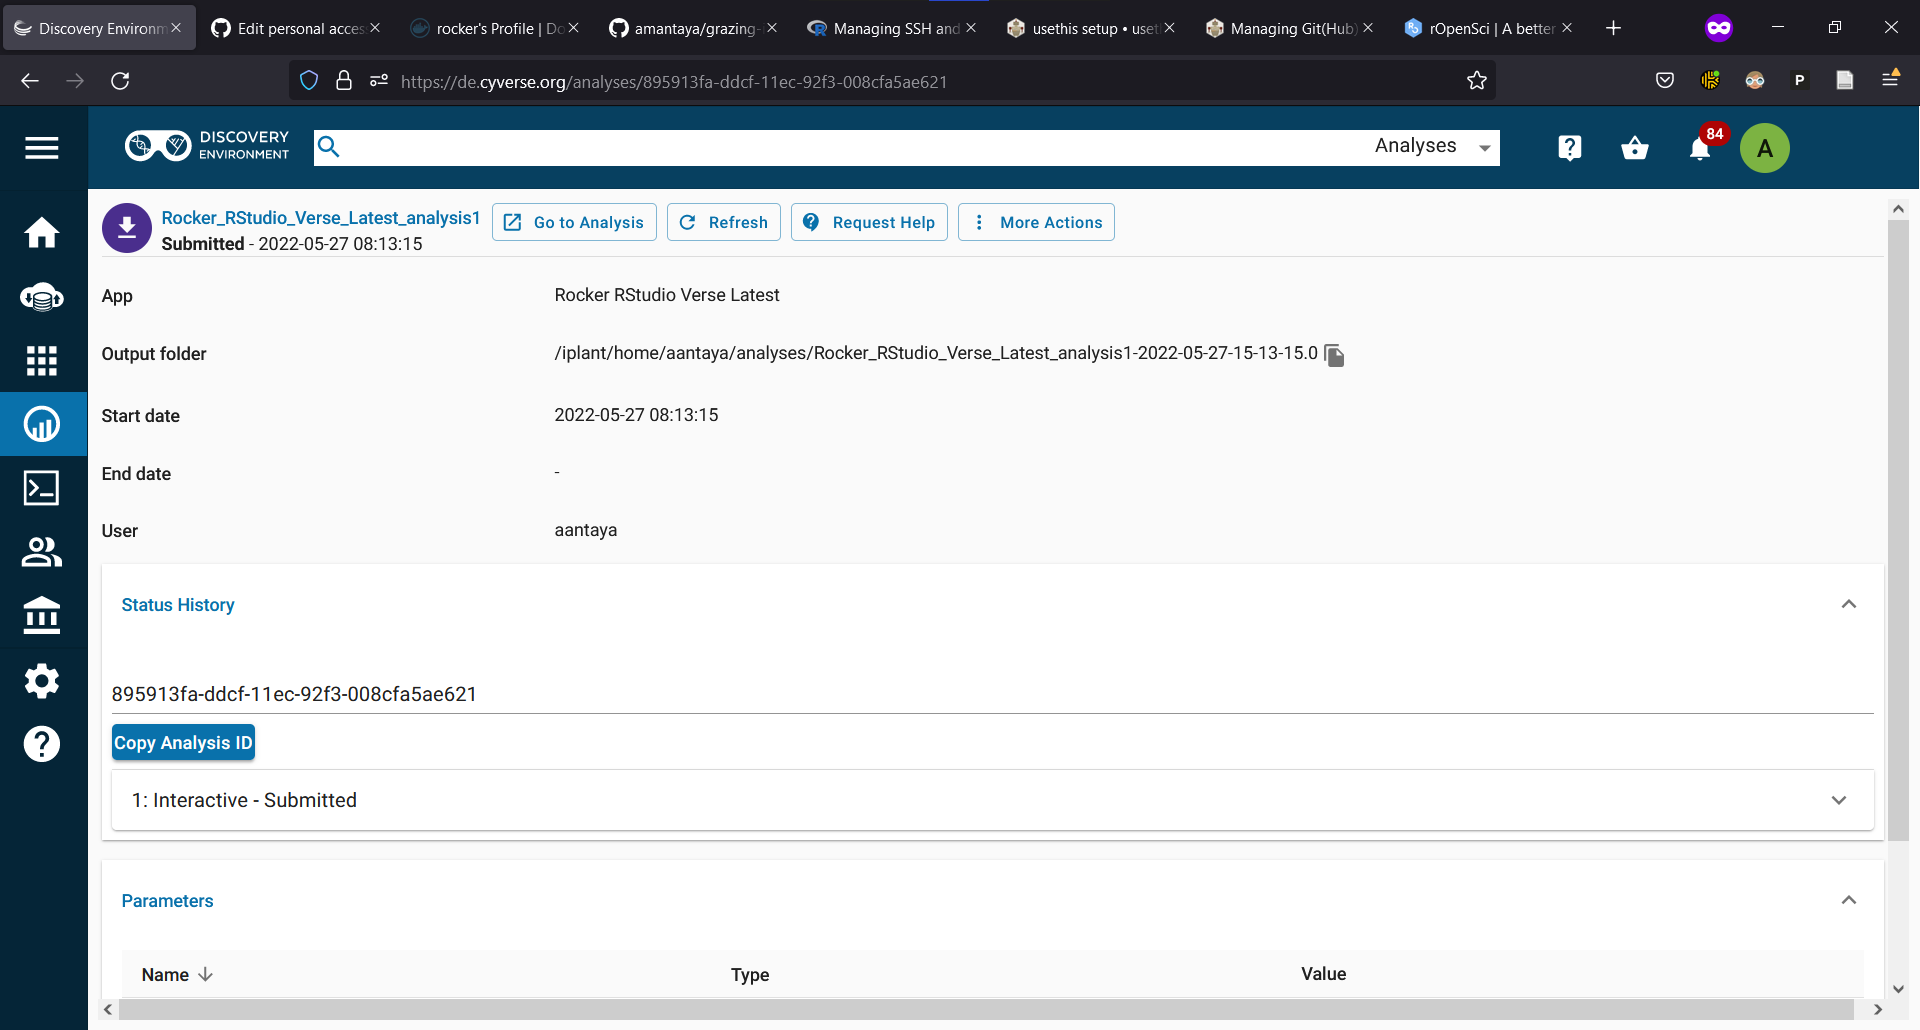 Discovery Environm
Edit personal acces
rocker's Profile | Do
amantaya/grazing-
Managing SSH and
usethis setup • uset
Managing Git(Hub)
rOpenSci | A better
https://de.cyverse.org/analyses/895913fa-ddcf-11ec-92f3-008cfa5ae621
P
DISCOVERY
ENVIRONMENT
Analyses
84
A
Rocker_RStudio_Verse_Latest_analysis1
Submitted - 2022-05-27 08:13:15
Go to Analysis
Refresh
Request Help
More Actions
App
Rocker RStudio Verse Latest
Output folder
/iplant/home/aantaya/analyses/Rocker_RStudio_Verse_Latest_analysis1-2022-05-27-15-13-15.0
Start date
2022-05-27 08:13:15
End date
-
User
aantaya
Status History
895913fa-ddcf-11ec-92f3-008cfa5ae621
Copy Analysis ID
1: Interactive - Submitted
Parameters
Name
Type
Value